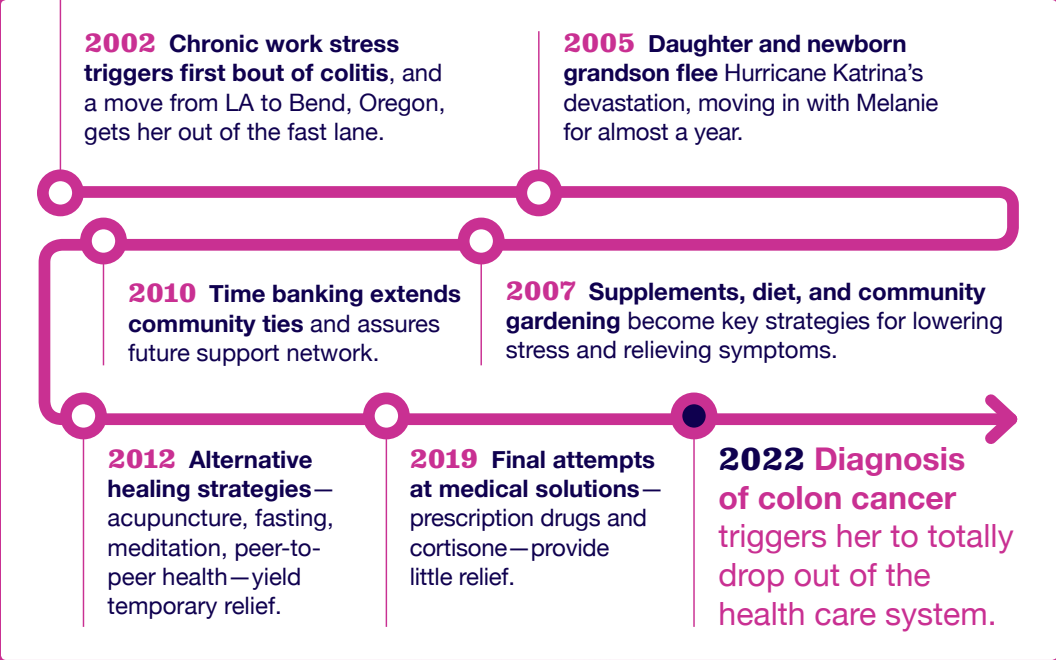 2002 Chronic work stress
triggers first bout of colitis, and
a move from LA to Bend, Oregon,
gets her out of the fast lane.
2005 Daughter and newborn
grandson flee Hurricane Katrina’s
devastation, moving in with Melanie
for almost a year.
2007 Supplements, diet, and community
gardening become key strategies for lowering
stress and relieving symptoms.
2010 Time banking extends
community ties and assures
future support network.
2012 Alternative
healing strategies—
acupuncture, fasting,
meditation, peer-to-
peer health—yield
temporary relief.
2019 Final attempts
at medical solutions—
prescription drugs and
cortisone—provide
little relief.
2022 Diagnosis
of colon cancer
triggers her to totally
drop out of the
health care system.